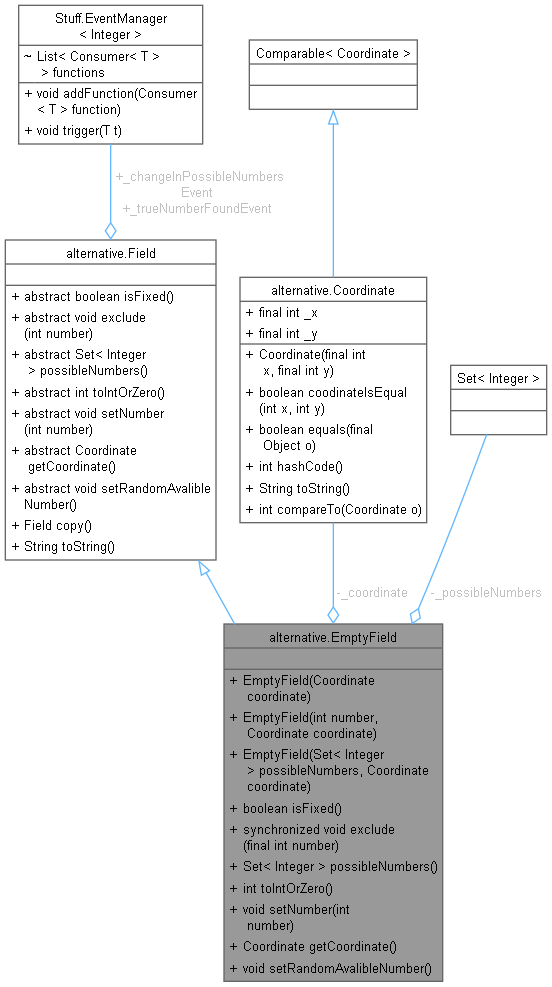 Stuff.EventManager
< Integer >
~ List< Consumer< T >
> functions
+ void addFunction(Consumer
< T > function)
+ void trigger(T t)
+_changeInPossibleNumbers
Event
+_trueNumberFoundEvent
Comparable< Coordinate >
alternative.Field
+ abstract boolean isFixed()
+ abstract void exclude
(int number)
+ abstract Set< Integer
> possibleNumbers()
+ abstract int toIntOrZero()
+ abstract void setNumber
(int number)
+ abstract Coordinate
getCoordinate()
+ abstract void setRandomAvalible
Number()
+ Field copy()
+ String toString()
alternative.Coordinate
+ final int _x
+ final int _y
+ Coordinate(final int
x, final int y)
+ boolean coodinateIsEqual
(int x, int y)
+ boolean equals(final
Object o)
+ int hashCode()
+ String toString()
+ int compareTo(Coordinate o)
Set< Integer >
-_coordinate
-_possibleNumbers
alternative.EmptyField
+ EmptyField(Coordinate
coordinate)
+ EmptyField(int number,
Coordinate coordinate)
+ EmptyField(Set< Integer
> possibleNumbers, Coordinate
coordinate)
+ boolean isFixed()
+ synchronized void exclude
(final int number)
+ Set< Integer > possibleNumbers()
+ int toIntOrZero()
+ void setNumber(int
number)
+ Coordinate getCoordinate()
+ void setRandomAvalibleNumber()